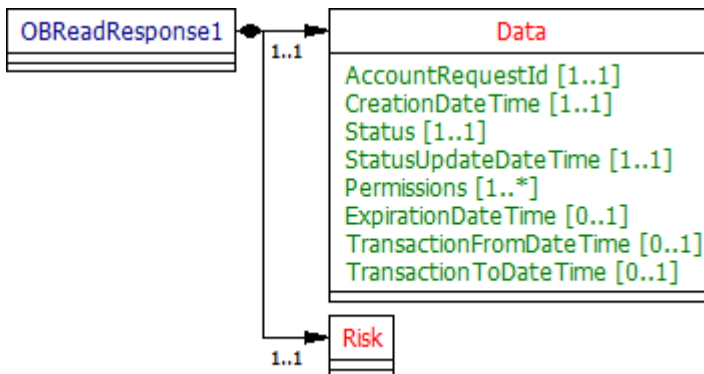 OBReadResponse1
1..1
Data
AccountRequestId [1..1]
CreationDateTime [1..1]
Status [1..1]
StatusUpdateDateTime [1..1]
Permissions [1..*]
ExpirationDateTime [0..1]
TransactionFromDateTime [0..1]
TransactionToDateTime [0..1]
1..1
Risk